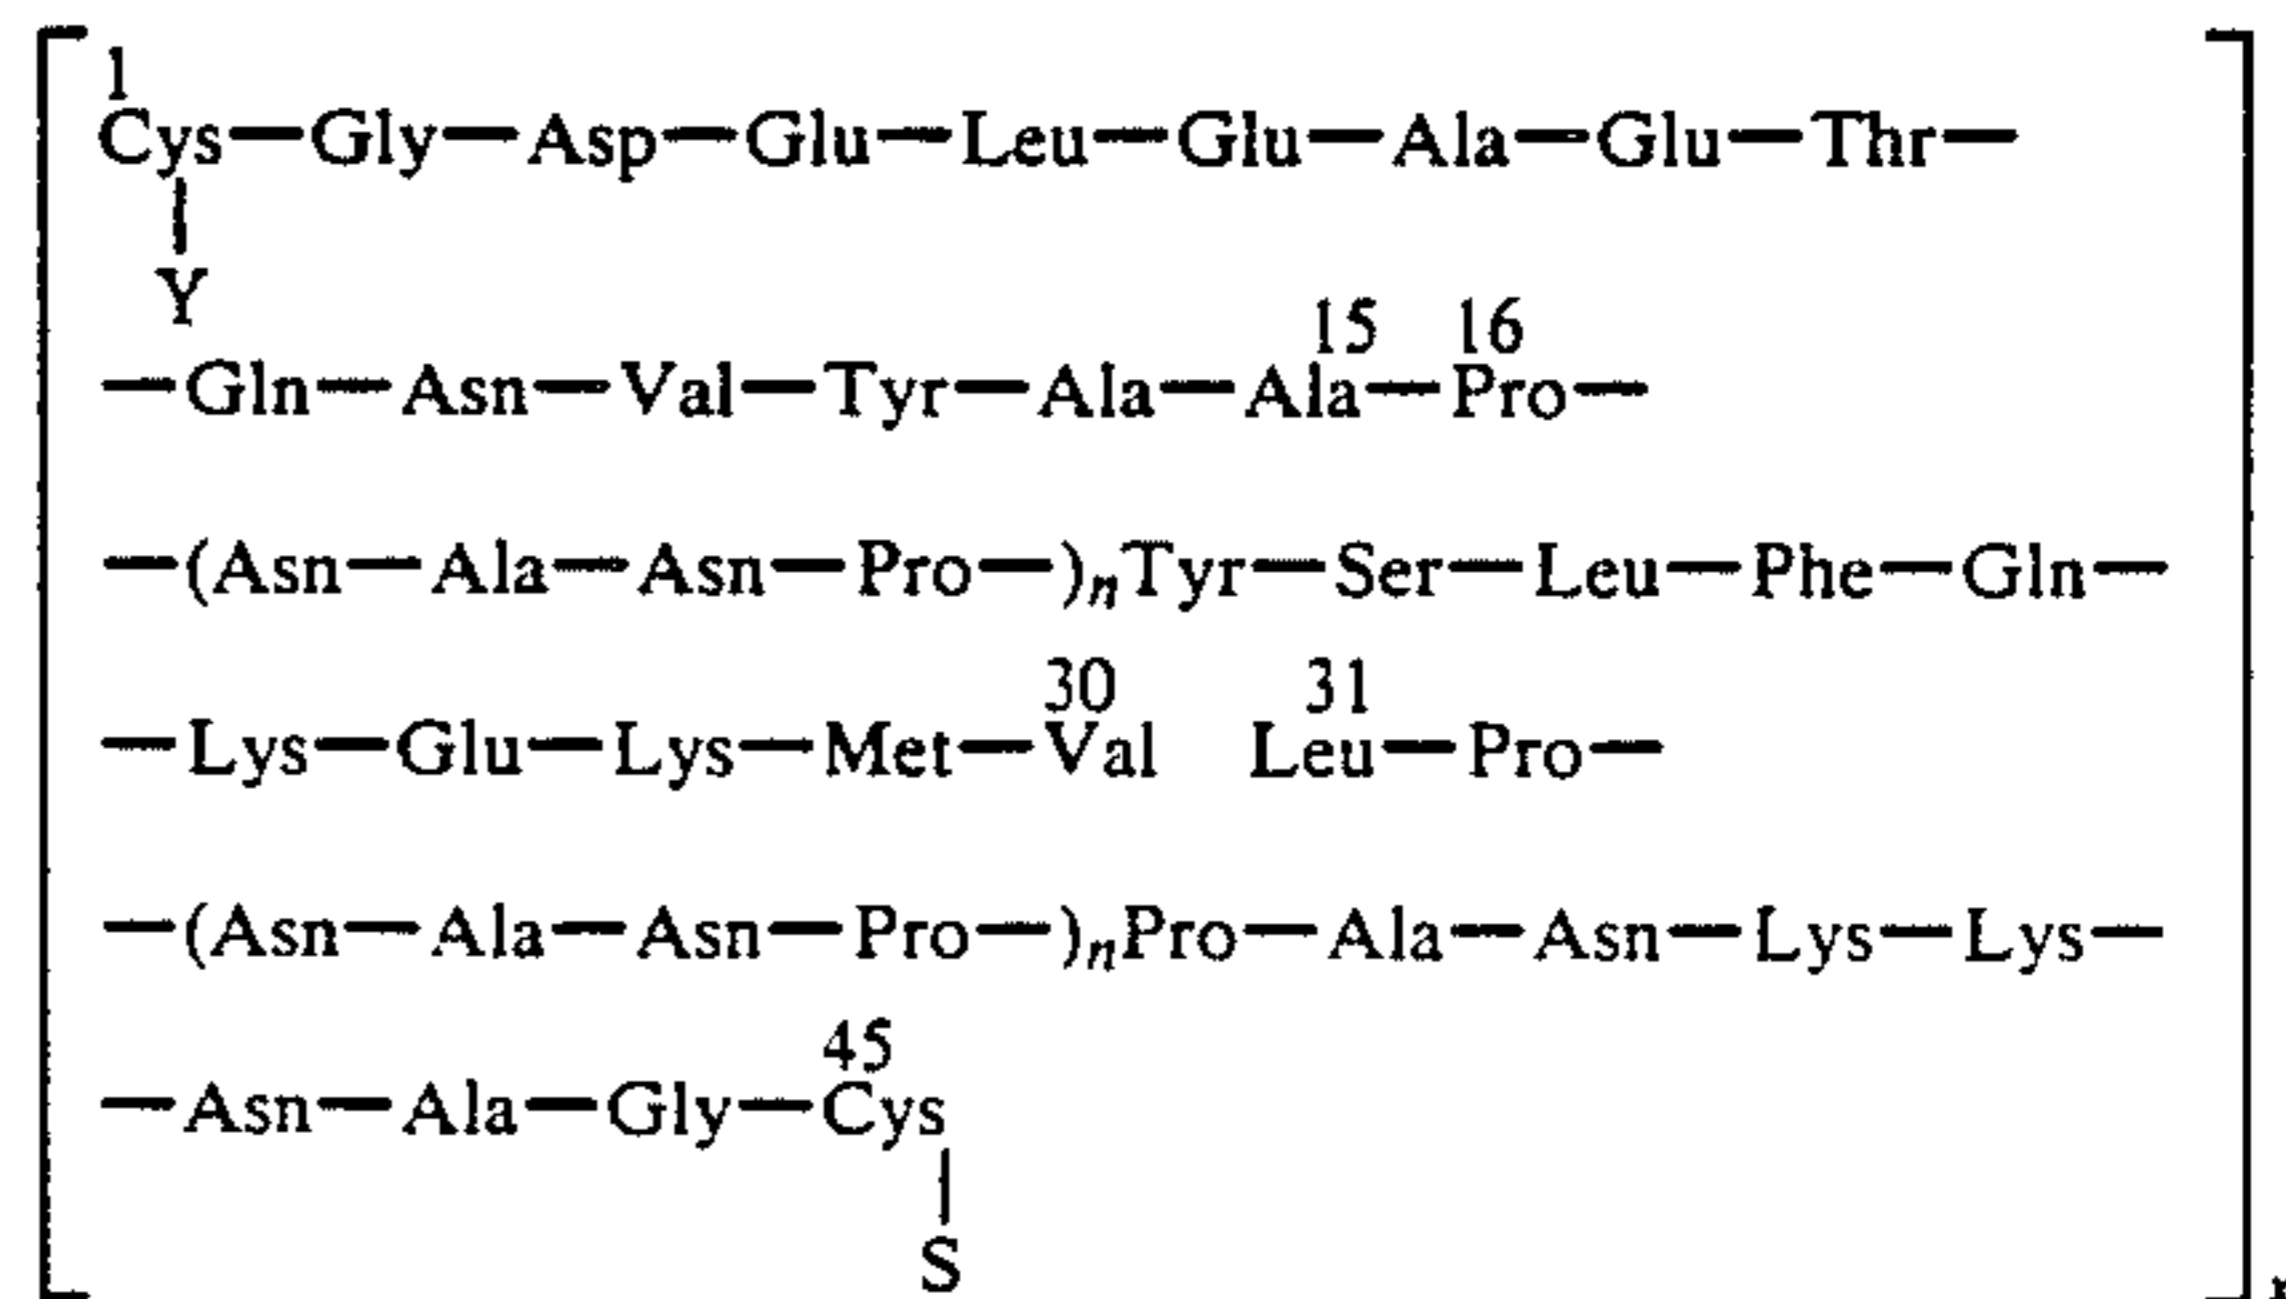 1
Cys—Gly—Asp—Glu—Leu—Glu—Ala—Glu—Thr—
Y
15 16
—Gln—Asn—Val—Tyr—Ala—Ala—Pro—
—(Asn—Ala—Asn—Pro—)nTyr—Ser—Leu—Phe—Gln—
30 31
—Lys—Glu—Lys—Met—Val Leu—Pro—
—(Asn—Ala—Asn—Pro—)nPro—Ala—Asn—Lys—Lys—
45
—Asn—Ala—Gly—Cys
S